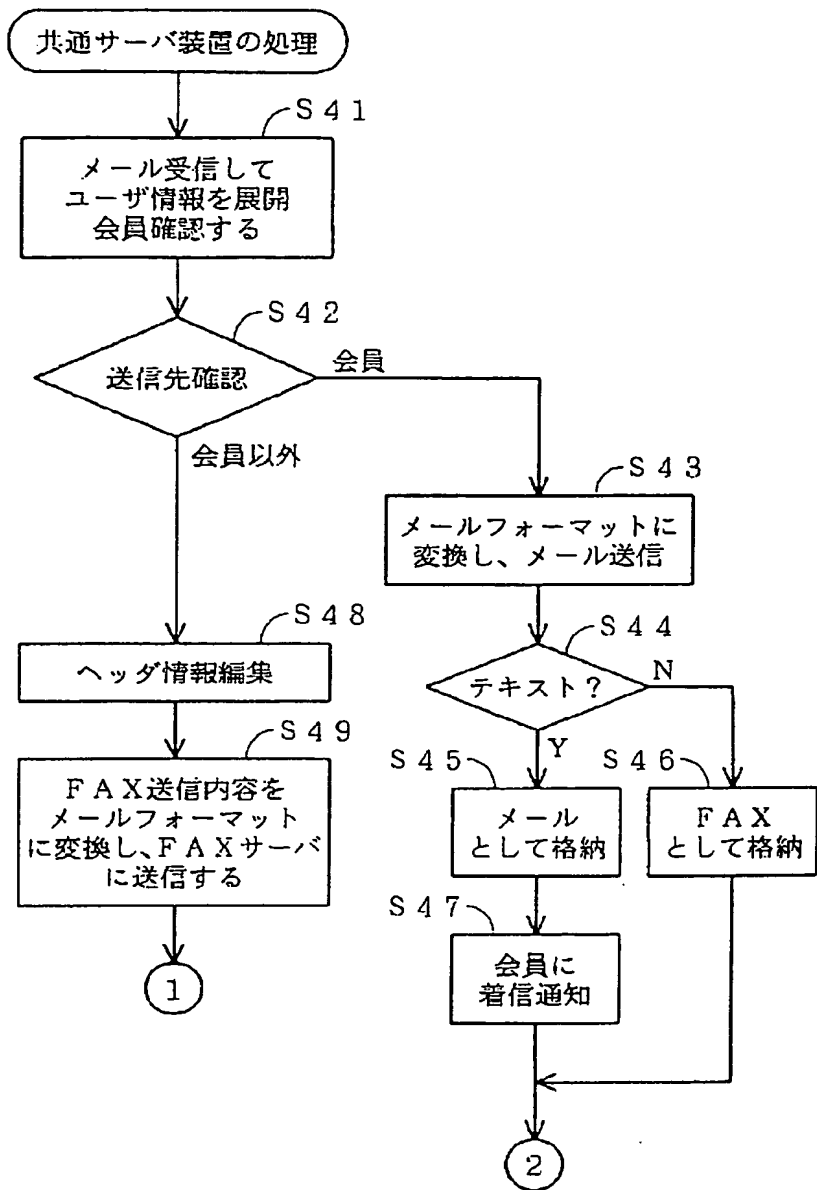 共通サーバ装置の処理
S41
メール受信して
ユーザ情報を展開
会員確認する
S42
送信先確認
会員
会員以外
S43
メールフォーマットに
変換し、メール送信
S44
テキスト?
N
Y
S48
ヘッダ情報編集
S49
FAX送信内容を
メールフォーマット
に変換し、FAXサーバ
に送信する
1
S45
メール
として格納
S46
FAX
として格納
S47
会員に
着信通知
2